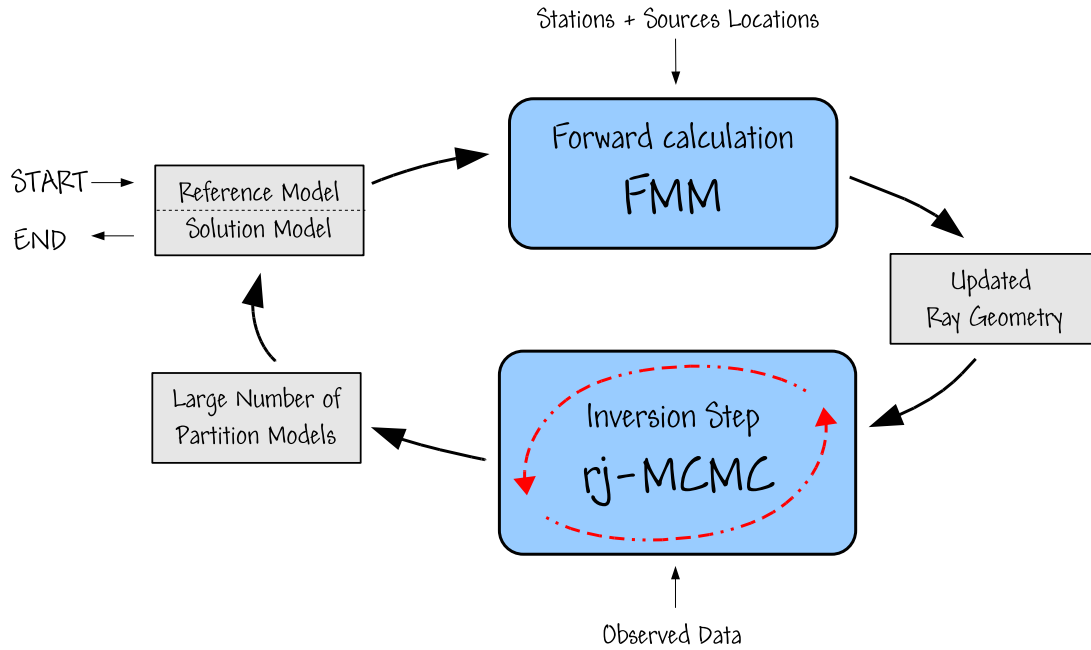 Stations + Sources Locations
Forward calculation
FMM
START
Reference Model
Solution Model
END
Updated
Ray Geometry
Large Number of
Partition Models
Inversion Step
rj-MCMC
Observed Data